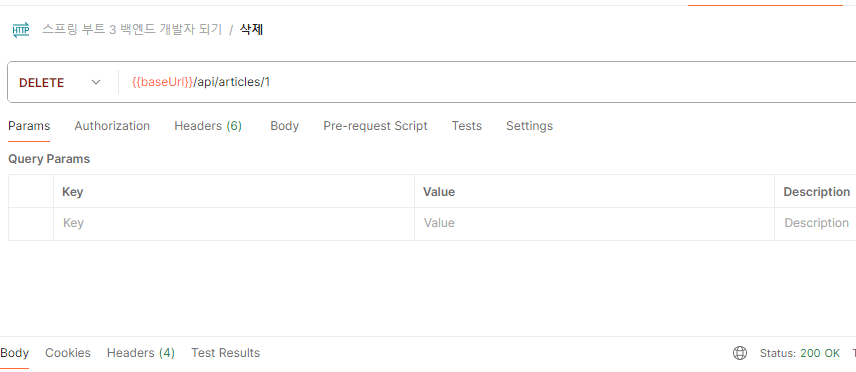 HTTP 스프링 부트 3 백엔드 개발자 되기 / 삭제
DELETE {{baseUrl}}/api/articles/1
Params Authorization Headers (6) Body Pre-request Script Tests Settings
Query Params
Key Value Description
Key Value Description
Body Cookies Headers (4) Test Results Status: 200 OK